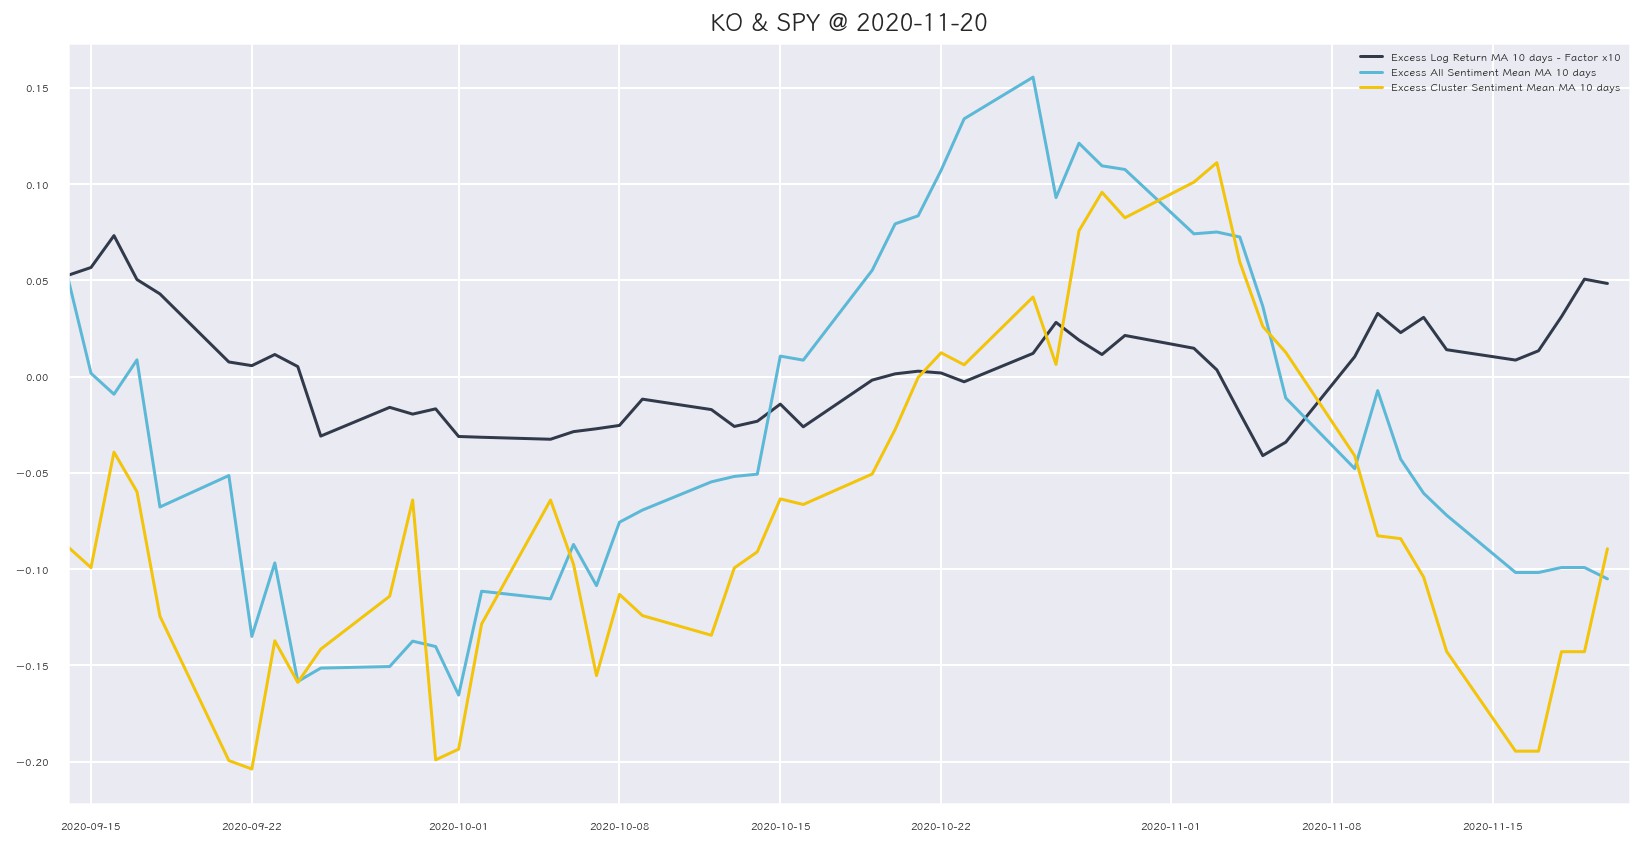 KO & SPY @ 2020-11-20
Excess Log Return MA 10 days - Factor x10
Excess All Sentiment Mean MA 10 days
Excess Cluster Sentiment Mean MA 10 days
0.15
0.10
0.05
0.00
−0.05
−0.10
−0.15
−0.20
2020-09-15 2020-09-22 2020-10-01 2020-10-08 2020-10-15 2020-10-22 2020-11-01 2020-11-08 2020-11-15